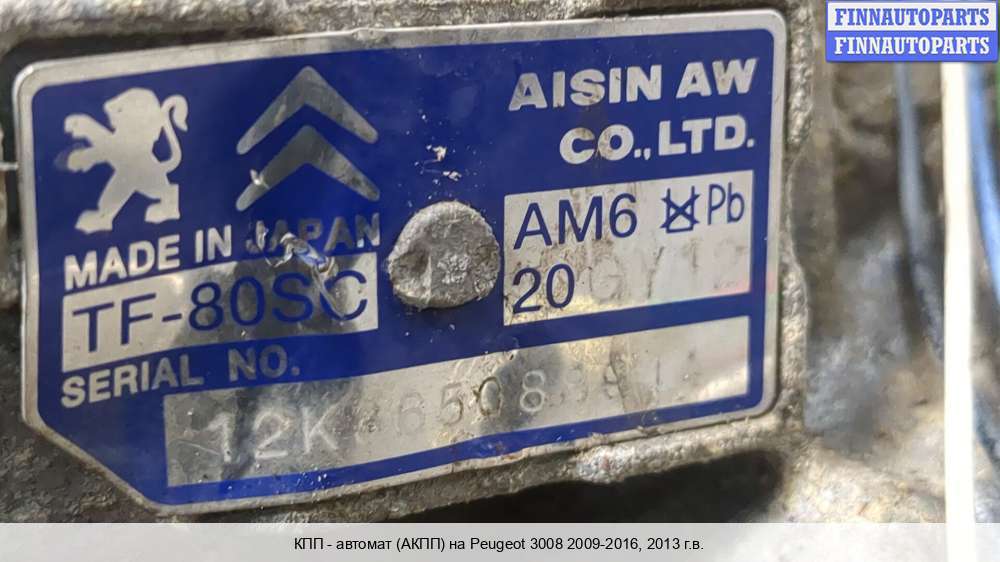 FINNAUTOPARTS
FINNAUTOPARTS
AISIN AW
CO.,LTD.
MADE IN JAPAN
AM6 Pb
TF-80SC
20
SERIAL NO.
КПП - автомат (АКПП) на Peugeot 3008 2009-2016, 2013 г.в.